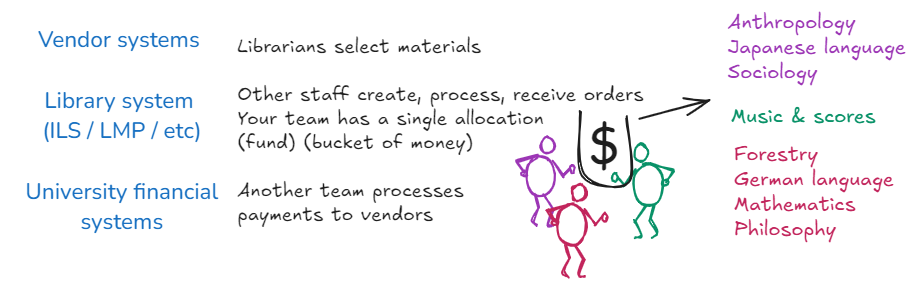 Vendor systems
Librarians select materials
Library system
(ILS / LMP / etc)
Other staff create, process, receive orders
Your team has a single allocation
(fund) (bucket of money)
University financial
systems
Another team processes
payments to vendors
$
Anthropology
Japanese language
Sociology
Music & scores
Forestry
German language
Mathematics
Philosophy